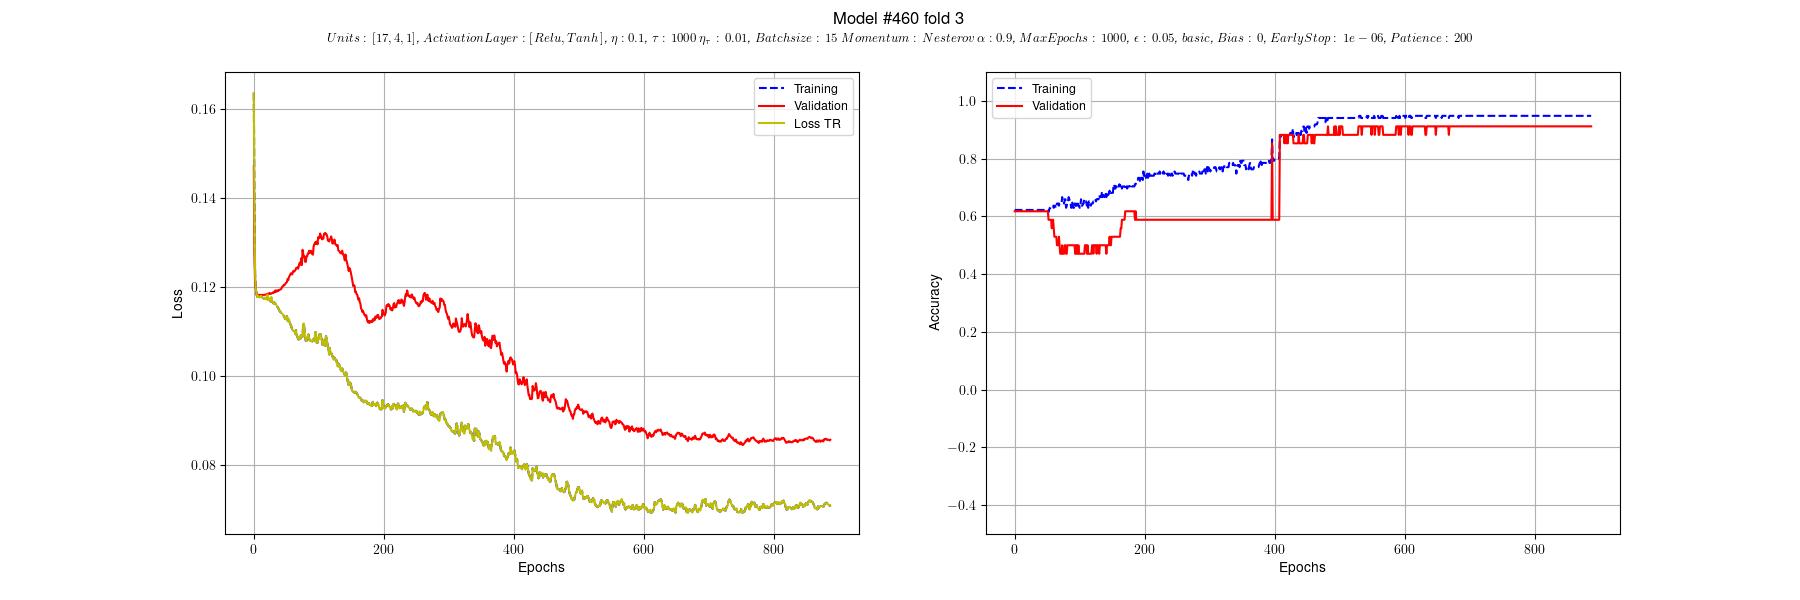 Model #460 fold 3
Units : [17, 4, 1], ActivationLayer : [Relu, Tanh], η : 0.1, τ : 1000 ητ : 0.01, Batchsize : 15 Momentum : Nesterov α : 0.9, MaxEpochs : 1000, ϵ : 0.05, basic, Bias : 0, EarlyStop : 1e − 06, Patience : 200
Training
Validation
Loss TR
0.16
0.14
0.12
0.10
0.08
Loss
0
200
400
600
800
Epochs
Training
Validation
1.0
0.8
0.6
0.4
0.2
0.0
−0.2
−0.4
Accuracy
0
200
400
600
800
Epochs